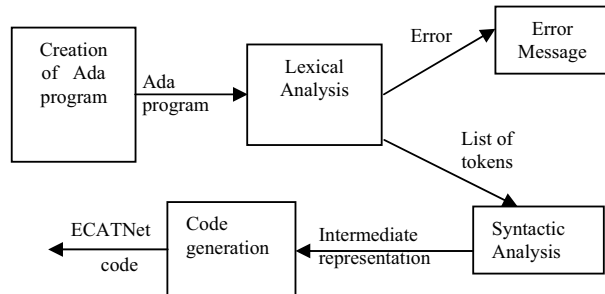 Creation
of Ada
program
Ada
program
Lexical
Analysis
Error
Error
Message
List of
tokens
Syntactic
Analysis
Intermediate
representation
Code
generation
ECATNet
code